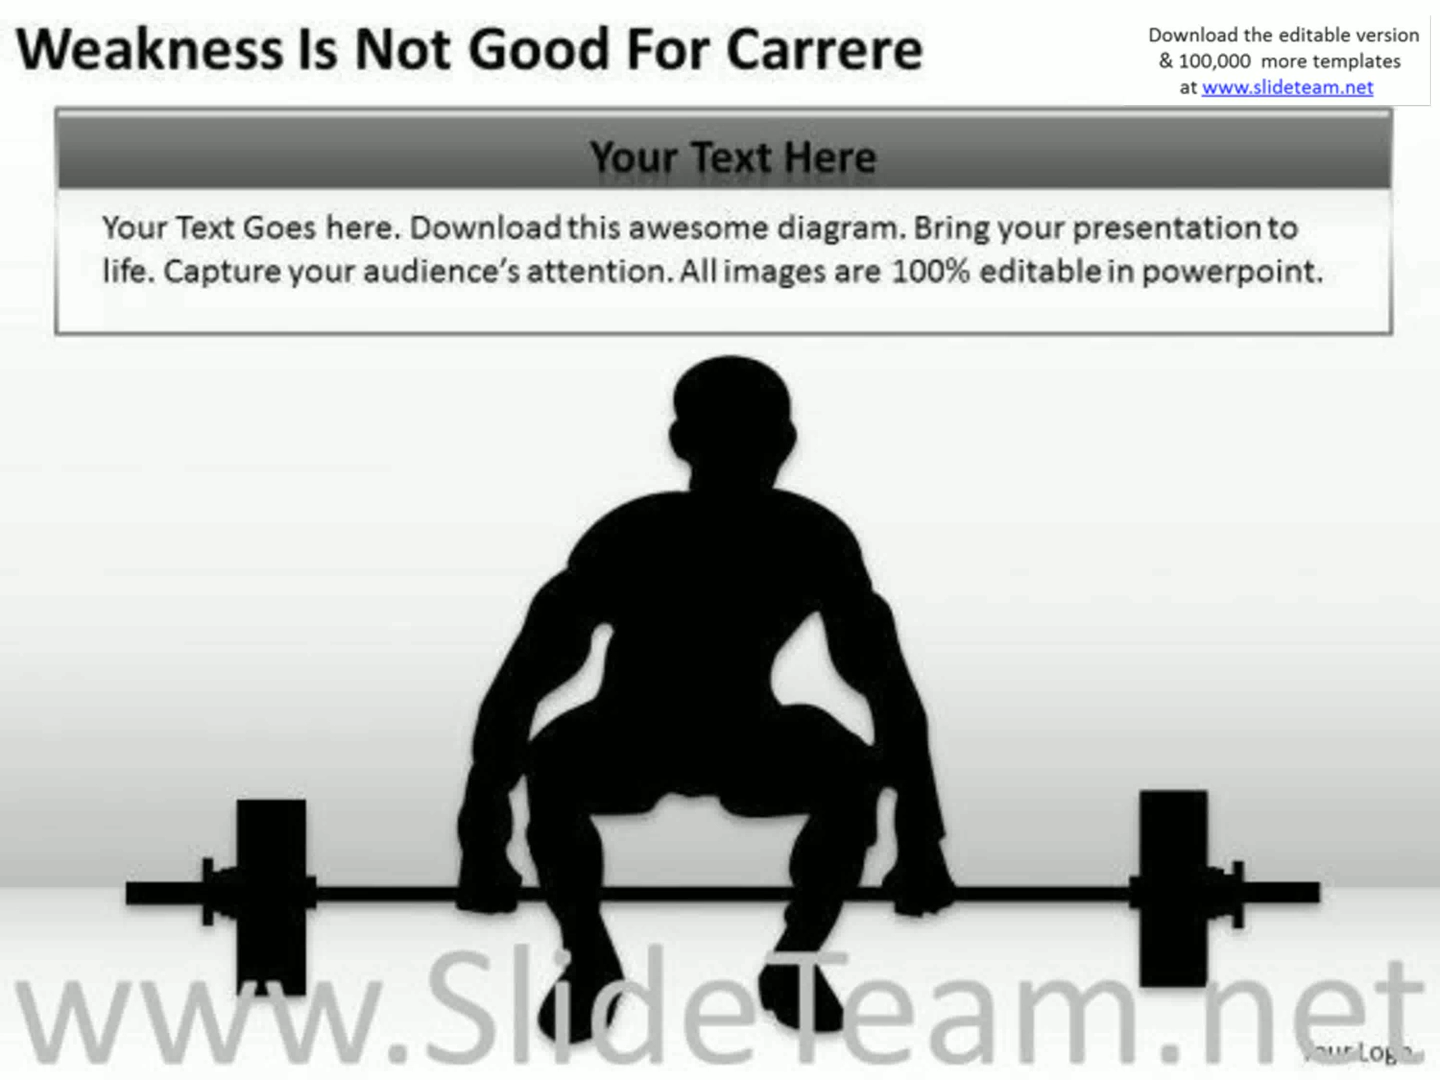 Weakness Is Not Good For Carrere
Download the editable version
& 100,000 more templates
at www.slideteam.net
Your Text Here
Your Text Goes here. Download this awesome diagram. Bring your presentation to
life. Capture your audience’s attention. All images are 100% editable in powerpoint.
www.SlideTeam.net
Your Logo